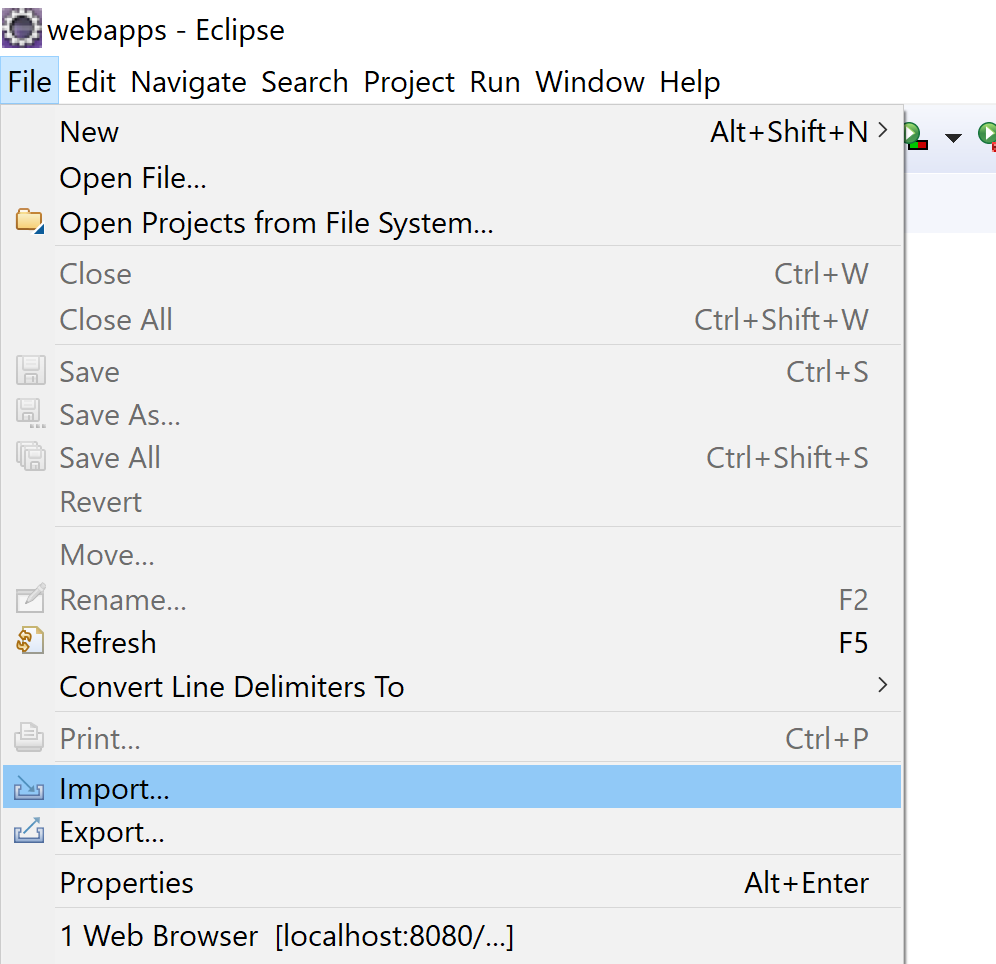 webapps - Eclipse
File Edit Navigate Search Project Run Window Help
New Alt+Shift+N
Open File...
Open Projects from File System...
Close Ctrl+W
Close All Ctrl+Shift+W
Save Ctrl+S
Save As...
Save All Ctrl+Shift+S
Revert
Move...
Rename... F2
Refresh F5
Convert Line Delimiters To
Print... Ctrl+P
Import...
Export...
Properties Alt+Enter
1 Web Browser [localhost:8080/...]